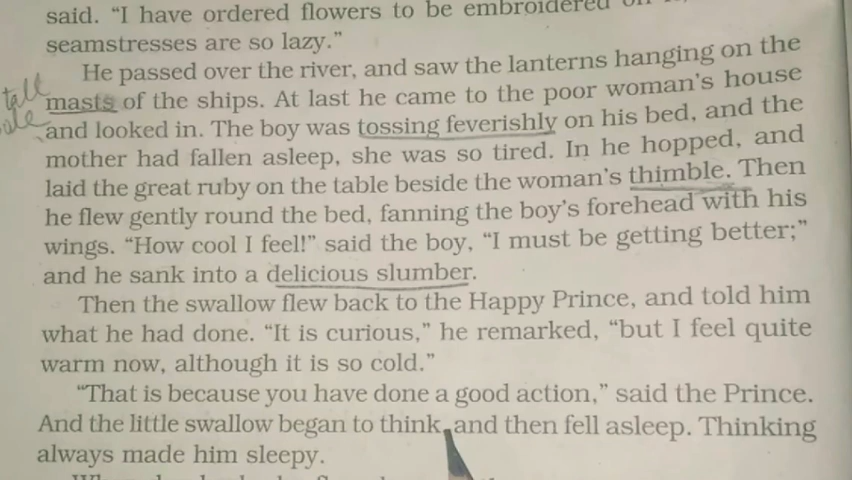 said. “I have ordered flowers to be embroidered
seamstresses are so lazy.”
He passed over the river, and saw the lanterns hanging on the
tall
masts of the ships. At last he came to the poor woman’s house
and looked in. The boy was tossing feverishly on his bed, and the
mother had fallen asleep, she was so tired. In he hopped, and
laid the great ruby on the table beside the woman’s thimble. Then
he flew gently round the bed, fanning the boy’s forehead with his
wings. “How cool I feel!” said the boy, “I must be getting better;”
and he sank into a delicious slumber.
Then the swallow flew back to the Happy Prince, and told him
what he had done. “It is curious,” he remarked, “but I feel quite
warm now, although it is so cold.”
“That is because you have done a good action,” said the Prince.
And the little swallow began to think and then fell asleep. Thinking
always made him sleepy.